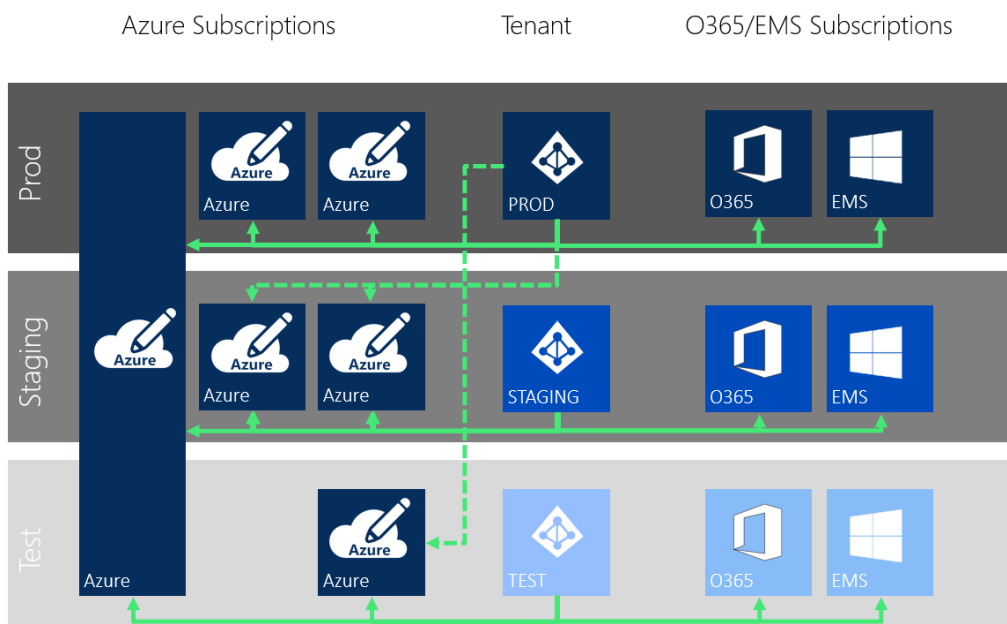 Azure Subscriptions
Tenant
O365/EMS Subscriptions
Prod
Azure
Azure
Azure
Azure
PROD
O365
EMS
Staging
Azure
Azure
Azure
Azure
Azure
STAGING
O365
EMS
Test
Azure
Azure
Azure
TEST
O365
EMS